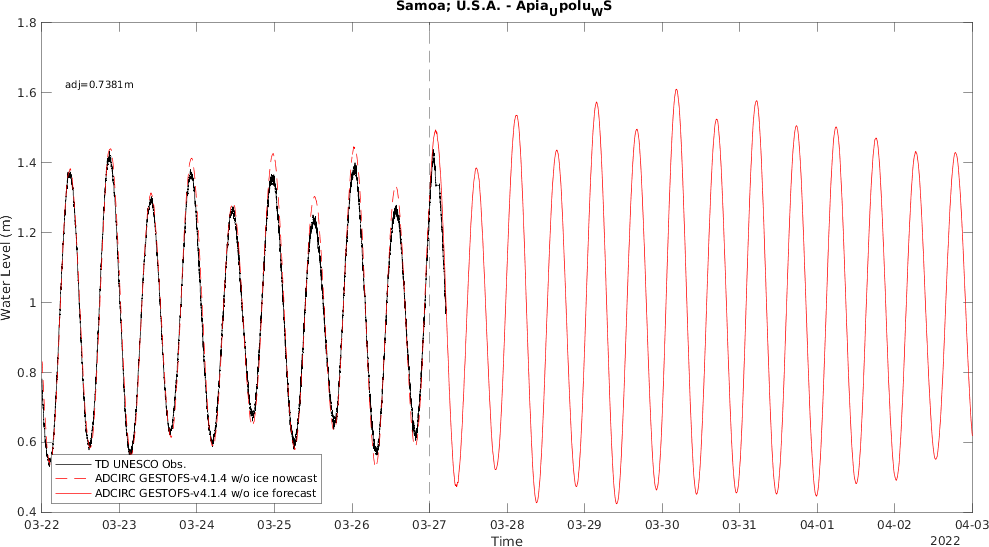 Samoa; U.S.A. - ApiaUpoluWS
1.8
1.6
1.4
1.2
1
0.8
0.6
0.4
Water Level (m)
adj=0.7381m
TD UNESCO Obs.
ADCIRC GESTOFS-v4.1.4 w/o ice nowcast
ADCIRC GESTOFS-v4.1.4 w/o ice forecast
03-22 03-23 03-24 03-25 03-26 03-27 03-28 03-29 03-30 03-31 04-01 04-02 04-03
Time
2022